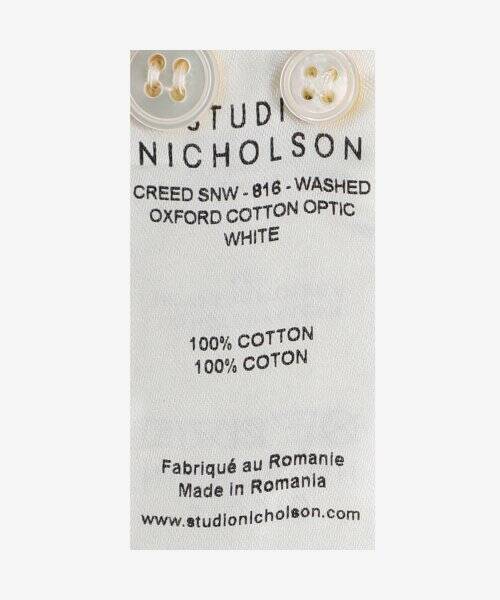 STUDI
NICHOLSON
CREED SNW - 816 - WASHED
OXFORD COTTON OPTIC
WHITE
100% COTTON
100% COTON
Fabriqué au Romanie
Made in Romania
www.studionicholson.com